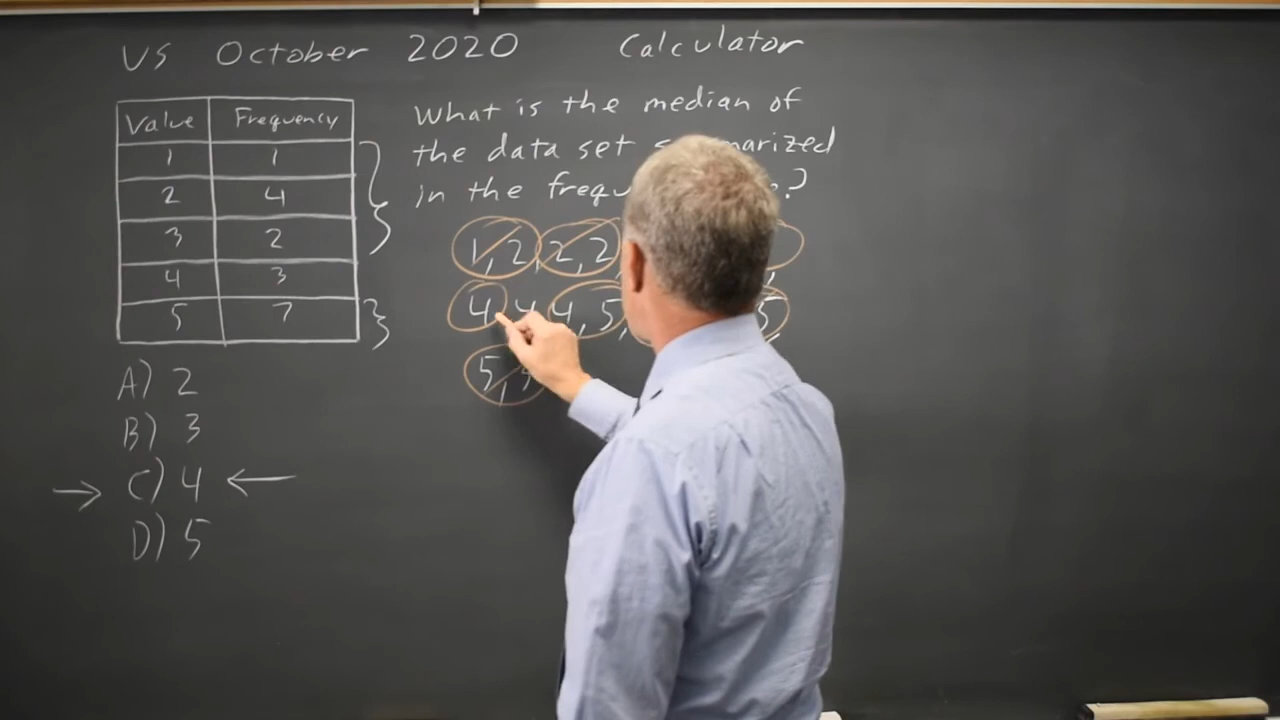 US October 2020 Calculator
Value Frequency
1 1
2 4
3 2
4 3
5 7
What is the median of
the data set
in the
1, 2, 2, 2
4, 4, 4, 5, 5
5,
A) 2
B) 3
→ C) 4 ←
D) 5